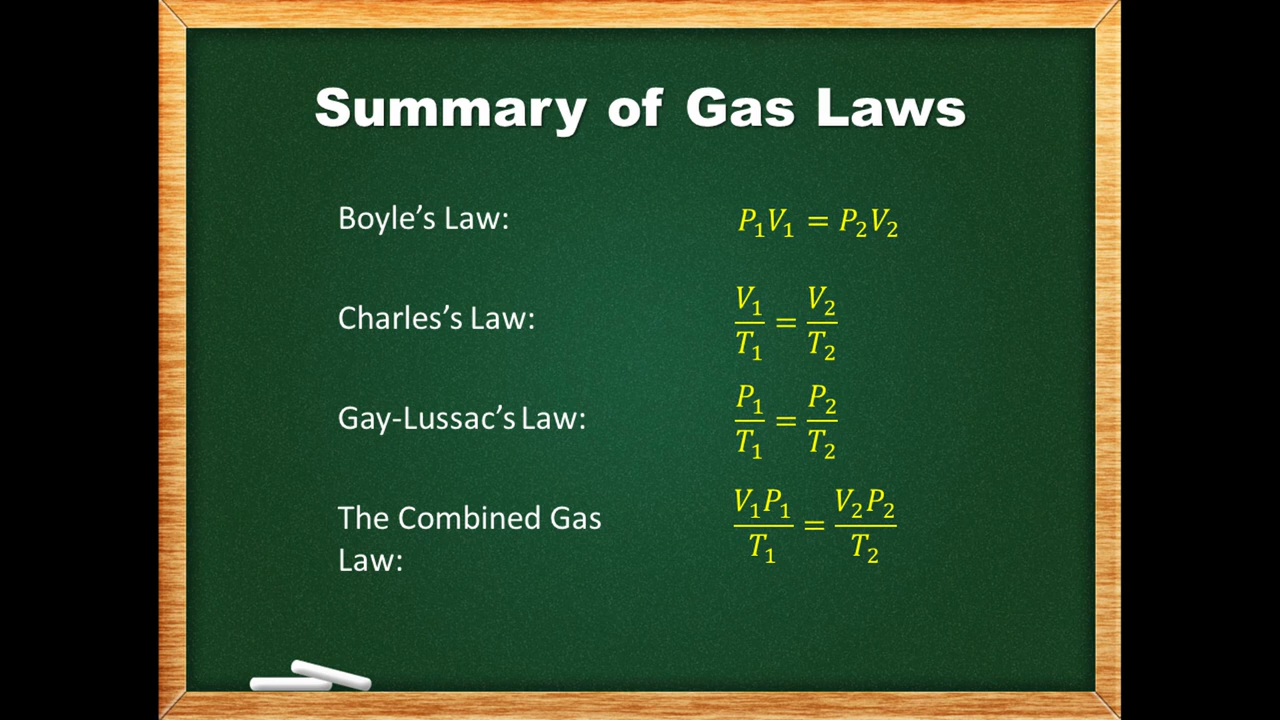 Summary of Gas Laws
Boyle’s Law: P₁V₁ = P₂V₂
Charles’s Law: V₁/T₁ = V₂/T₂
Gay-Lussac’s Law: P₁/T₁ = P₂/T₂
The Combined Gas
Law: V₁P₁/T₁ = V₂P₂/T₂